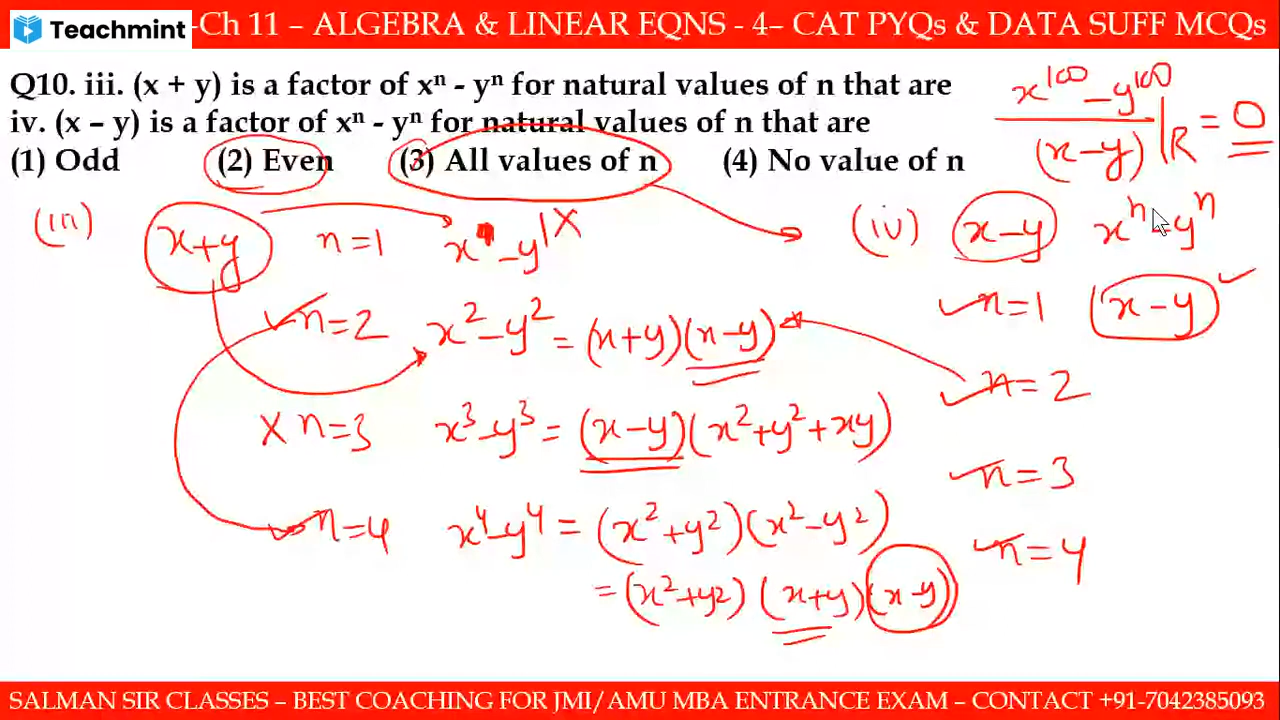 Teachmint -Ch 11 – ALGEBRA & LINEAR EQNS - 4– CAT PYQs & DATA SUFF MCQs
Q10. iii. (x + y) is a factor of xⁿ - yⁿ for natural values of n that are
iv. (x – y) is a factor of xⁿ - yⁿ for natural values of n that are
(1) Odd (2) Even (3) All values of n (4) No value of n
x¹⁰⁰ – y¹⁰⁰
(x–y) |R = 0
(iii) x+y n=1 x – y X
(iv) x–y xⁿ – yⁿ
✓ n=1 (x–y) ✓
✓ n=2 x² – y² = (x+y)(x–y)
✓ n=2
X n=3 x³–y³ = (x–y)(x²+y²+xy)
✓ n=3
✓ n=4 x⁴–y⁴ = (x²+y²)(x²–y²)
✓ n=4
= (x²+y²) (x+y)(x–y)
SALMAN SIR CLASSES – BEST COACHING FOR JMI/AMU MBA ENTRANCE EXAM – CONTACT +91-7042385093